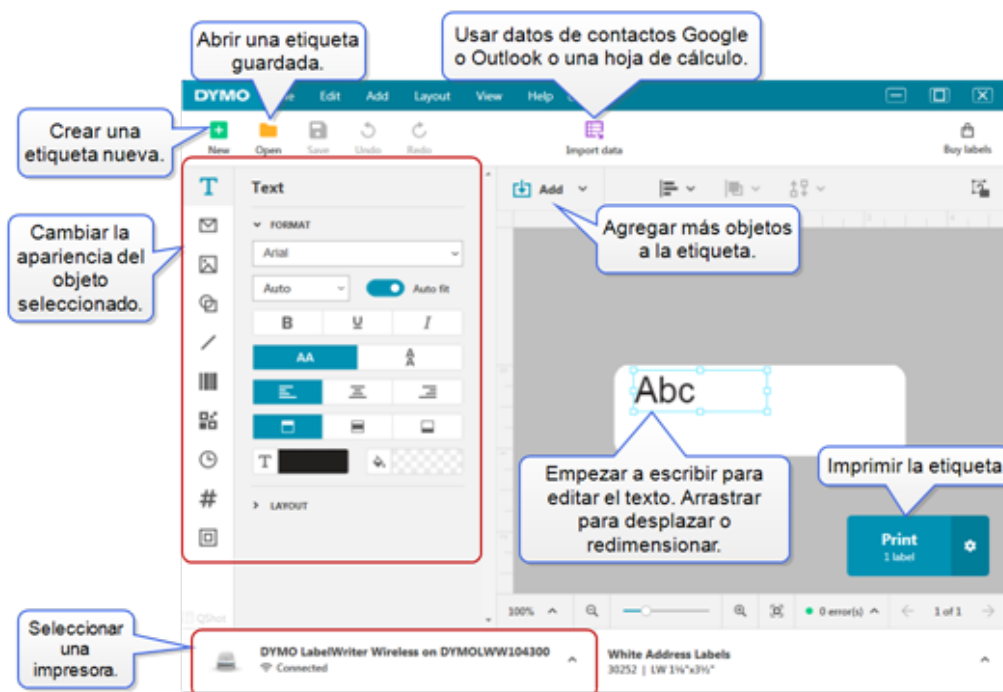 Abrir una etiqueta
guardada.
Usar datos de contactos Google
o Outlook o una hoja de cálculo.
DYMO
Edit
Add
Layout
View
Help
Crear una
etiqueta nueva.
New
Open
Save
Undo
Redo
Import data
Buy labels
Cambiar la
apariencia del
objeto
seleccionado.
T
Text
FORMAT
Arial
Auto
Auto fit
B
U
I
AA
A
A
T
#
LAYOUT
Add
Agregar más objetos
a la etiqueta.
Abc
Empezar a escribir para
editar el texto. Arrastrar
para desplazar o
redimensionar.
Imprimir la etiqueta
Print
1 label
QShot
100%
0 error(s)
1 of 1
Seleccionar
una
impresora.
DYMO LabelWriter Wireless on DYMOLWW104300
Connected
White Address Labels
30252 | LW 1⅛"x3½"